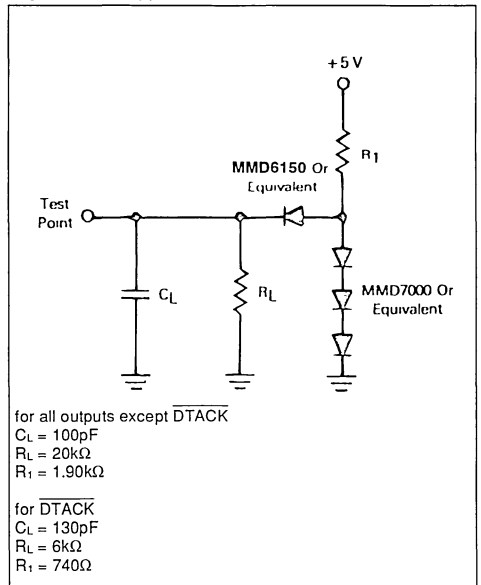 +5 V
R1
MMD6150 Or
Equivalent
Test
Point
CL
RL
MMD7000 Or
Equivalent
for all outputs except DTACK
CL = 100pF
RL = 20kΩ
R1 = 1.90kΩ
for DTACK
CL = 130pF
RL = 6kΩ
R1 = 740Ω